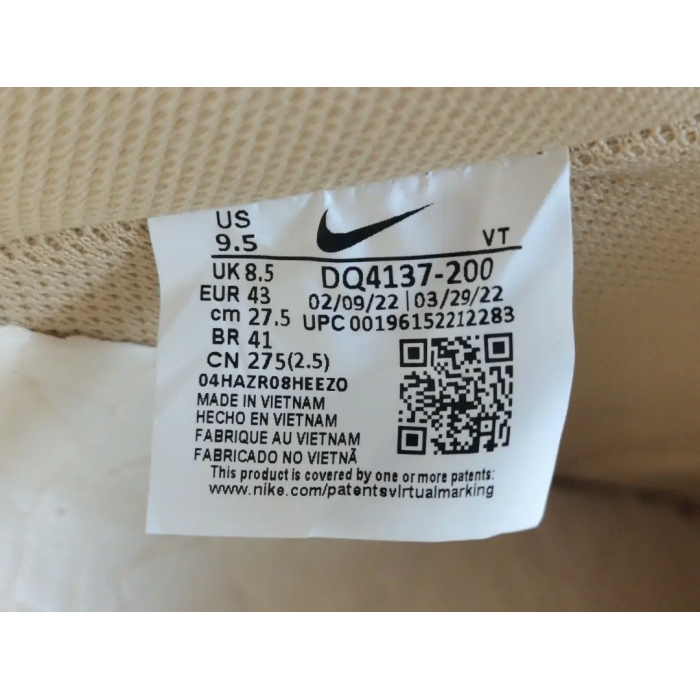 US
9.5
VT
UK 8.5
DQ4137-200
EUR 43
02/09/22 | 03/29/22
cm 27.5
UPC 00196152212283
BR 41
CN 275(2.5)
04HAZR08HEEZO
MADE IN VIETNAM
HECHO EN VIETNAM
FABRIQUE AU VIETNAM
FABRICADO NO VIETNÃ
This product is covered by one or more patents:
www.nike.com/patentsvirtualmarking